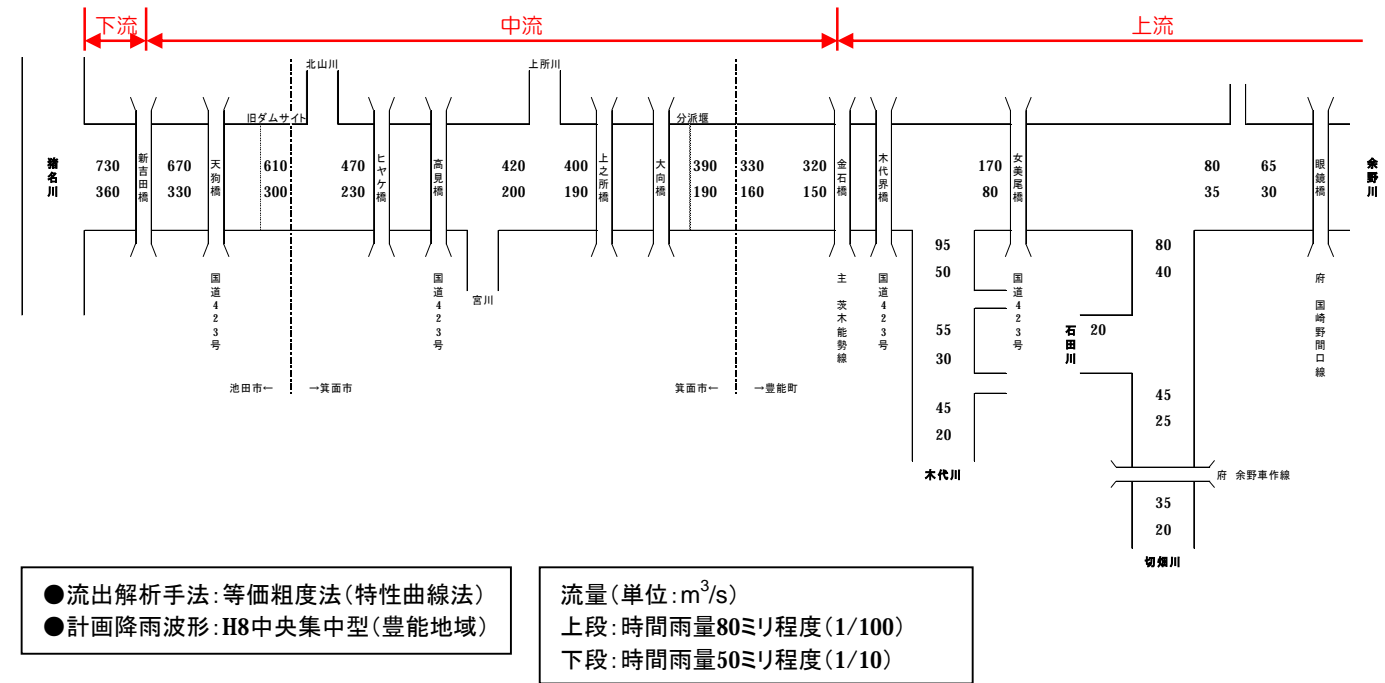 下流
中流
上流
北山川
上所川
旧ダムサイト
分派堰
猪名川
730
360
新吉田橋
670
330
天狗橋
610
300
470
230
ヒヤケ橋
高見橋
420
200
400
190
上之所橋
大向橋
390
190
330
160
320
150
金石橋
木代界橋
170
80
女美尾橋
80
35
65
30
眼鏡橋
余野川
国道423号
国道423号
宮川
主 茨木能勢線
国道423号
95
50
55
30
45
20
木代川
国道423号
石田川
20
80
40
45
25
府 余野車作線
35
20
切畑川
府 国崎野間口線
池田市← →箕面市
箕面市← →豊能町
●流出解析手法:等価粗度法(特性曲線法)
●計画降雨波形:H8中央集中型(豊能地域)
流量(単位:m³/s)
上段:時間雨量80ミリ程度(1/100)
下段:時間雨量50ミリ程度(1/10)